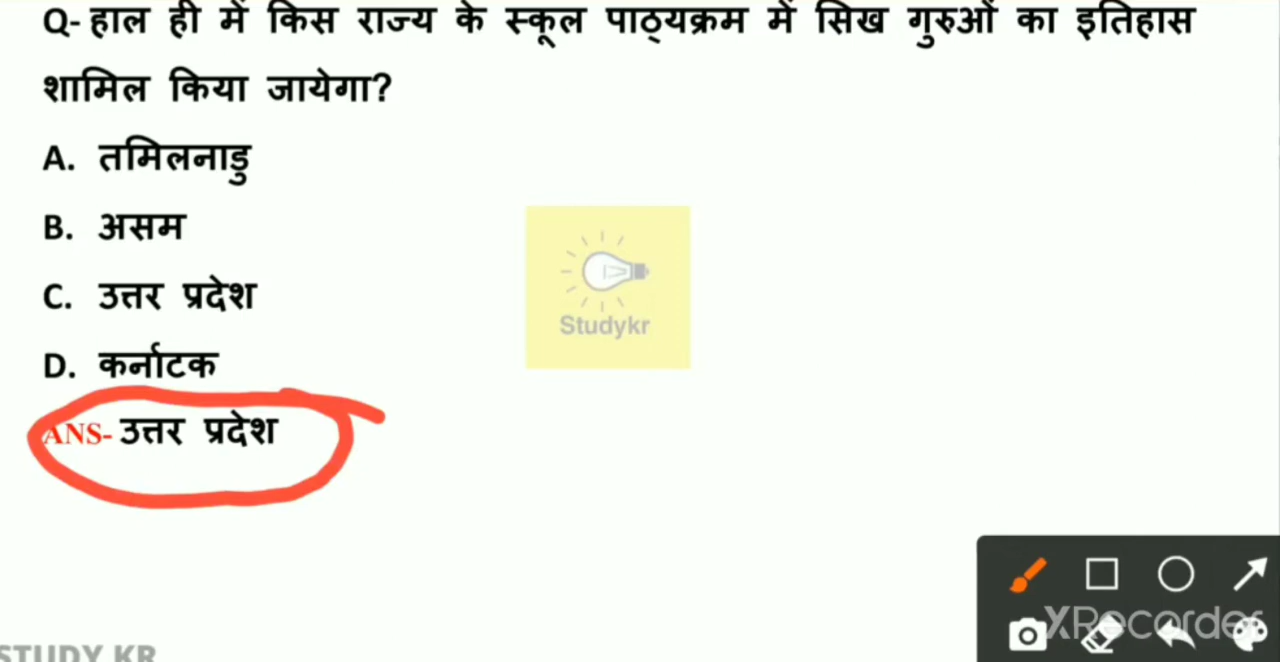 Q- हाल ही में किस राज्य के स्कूल पाठ्यक्रम में सिख गुरुओं का इतिहास
शामिल किया जायेगा?
A. तमिलनाडु
B. असम
C. उत्तर प्रदेश
D. कर्नाटक
ANS- उत्तर प्रदेश
Studykr
XRecorder
STUDY KR